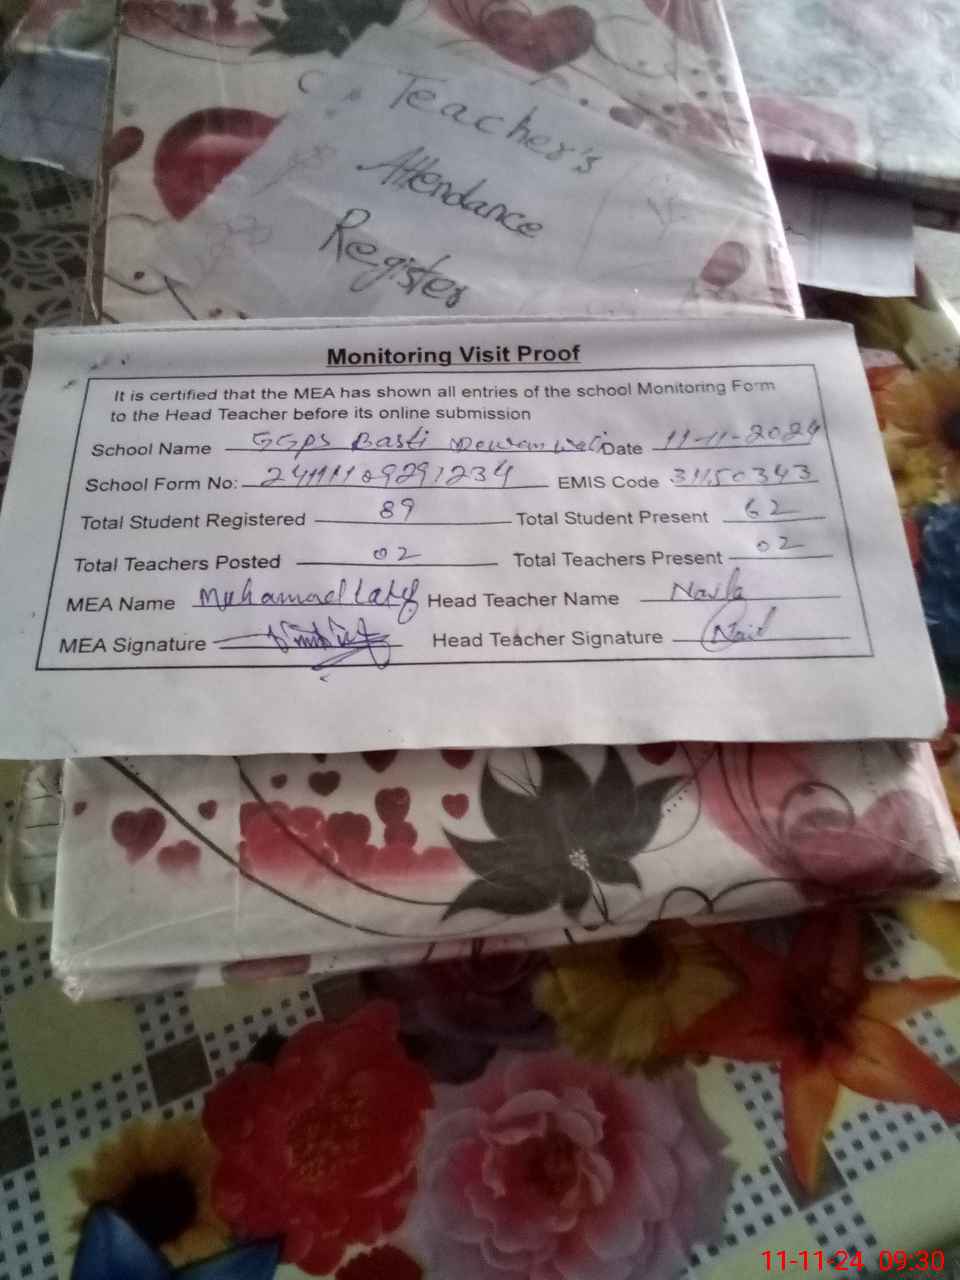 Teacher's
Attendance
Register
Monitoring Visit Proof
It is certified that the MEA has shown all entries of the school Monitoring Form
to the Head Teacher before its online submission
School Name GGPS Basti Dewan Wali Date 11-11-2024
School Form No: EMIS Code 31150343
Total Student Registered 89 Total Student Present 62
Total Teachers Posted 02 Total Teachers Present 02
MEA Name Muhammad Latif Head Teacher Name
MEA Signature Head Teacher Signature
11-11-24 09:30